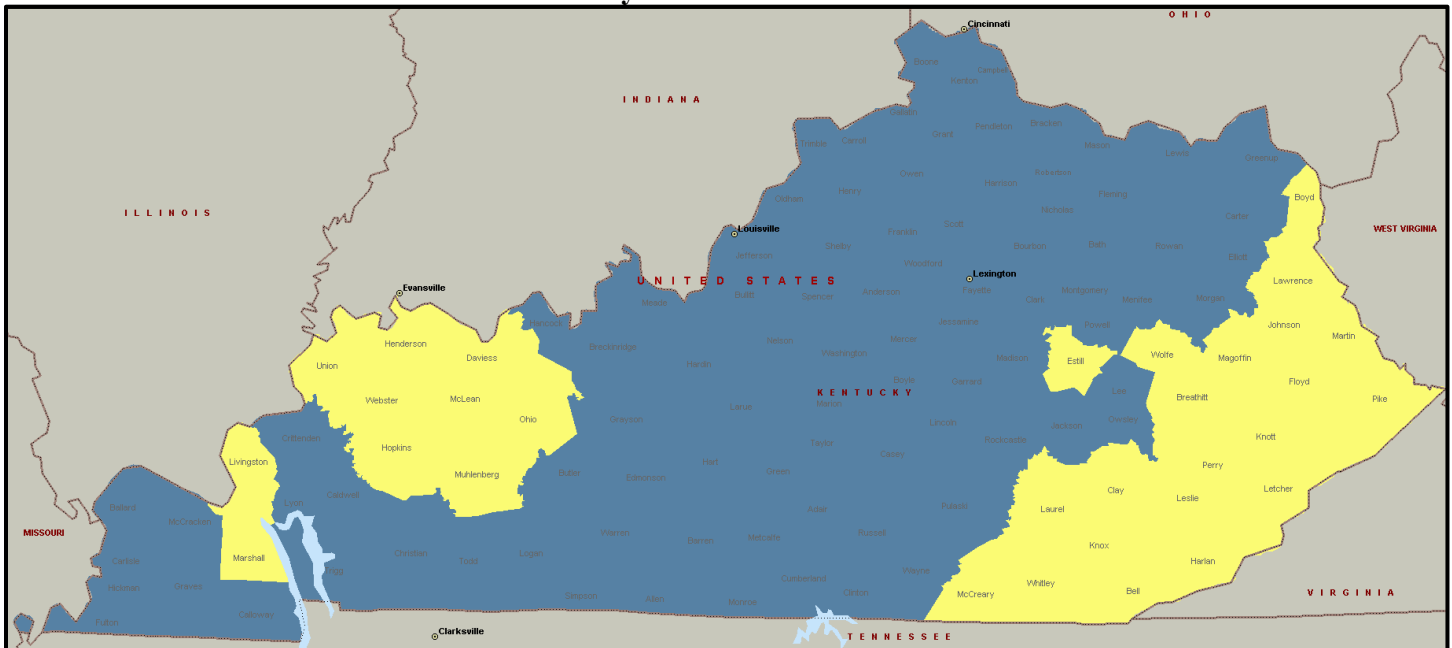 y
Cincinnati
OHIO
Boone
Campbell
Kenton
INDIANA
Gallatin
Grant
Pendleton
Bracken
Trimble
Carroll
Mason
Lewis
Greenup
Owen
Henry
Harrison
Robertson
Fleming
Oldham
Boyd
ILLINOIS
Nicholas
Carter
Scott
Louisville
Franklin
WEST VIRGINIA
Shelby
Bourbon
Bath
Rowan
Jefferson
Elliott
Woodford
Lexington
UNITED STATES
Lawrence
Evansville
Fayette
Anderson
Montgomery
Bullitt
Spencer
Clark
Menifee
Morgan
Meade
Hancock
Jessamine
Powell
Johnson
Martin
Henderson
Nelson
Mercer
Breckinridge
Washington
Daviess
Madison
Estill
Wolfe
Magoffin
Union
Hardin
Boyle
Garrard
Floyd
KENTUCKY
Lee
Webster
McLean
Breathitt
Pike
Larue
Marion
Ohio
Grayson
Lincoln
Owsley
Jackson
Knott
Crittenden
Rockcastle
Taylor
Hopkins
Casey
Livingston
Hart
Perry
Muhlenberg
Butler
Green
Edmonson
Clay
Letcher
Caldwell
Leslie
Lyon
Ballard
Pulaski
Adair
Laurel
McCracken
MISSOURI
Warren
Russell
Metcalfe
Barren
Knox
Marshall
Christian
Logan
Todd
Carlisle
Harlan
Trigg
Wayne
Cumberland
Whitley
Hickman
Graves
Bell
Clinton
McCreary
VIRGINIA
Simpson
Allen
Monroe
Calloway
Fulton
Clarksville
TENNESSEE